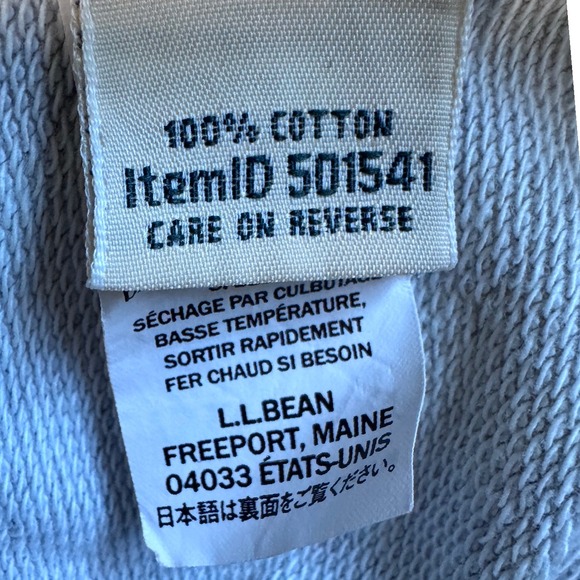 100% COTTON
ItemID 501541
CARE ON REVERSE
SÉCHAGE PAR CULBUTAGE
BASSE TEMPÉRATURE,
SORTIR RAPIDEMENT
FER CHAUD SI BESOIN
L.L.BEAN
FREEPORT, MAINE
04033 ÉTATS-UNIS
日本語は裏面をご覧ください。